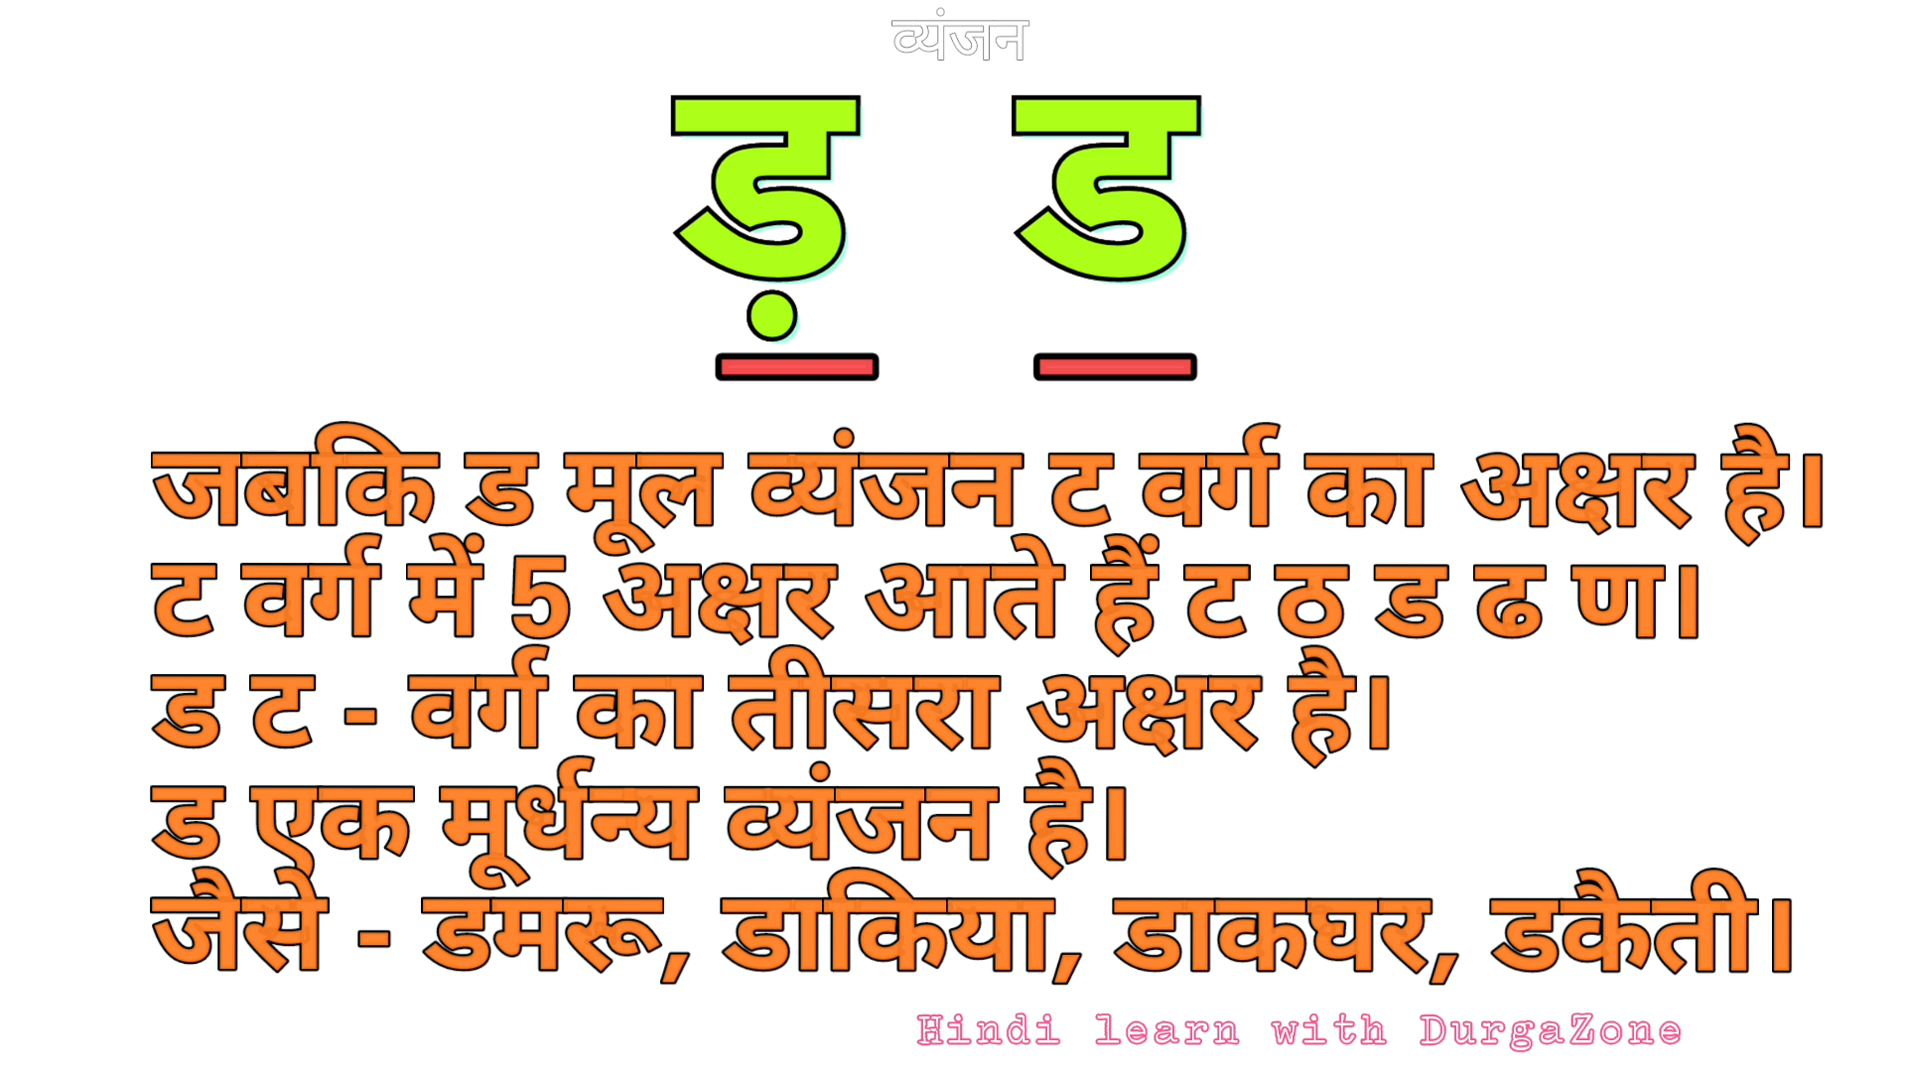 व्यंजन
ड़ ड
जबकि ड मूल व्यंजन ट वर्ग का अक्षर है।
ट वर्ग में 5 अक्षर आते हैं ट ठ ड ढ ण।
ड ट - वर्ग का तीसरा अक्षर है।
ड एक मूर्धन्य व्यंजन है।
जैसे - डमरू, डाकिया, डाकघर, डकैती।
Hindi learn with DurgaZone